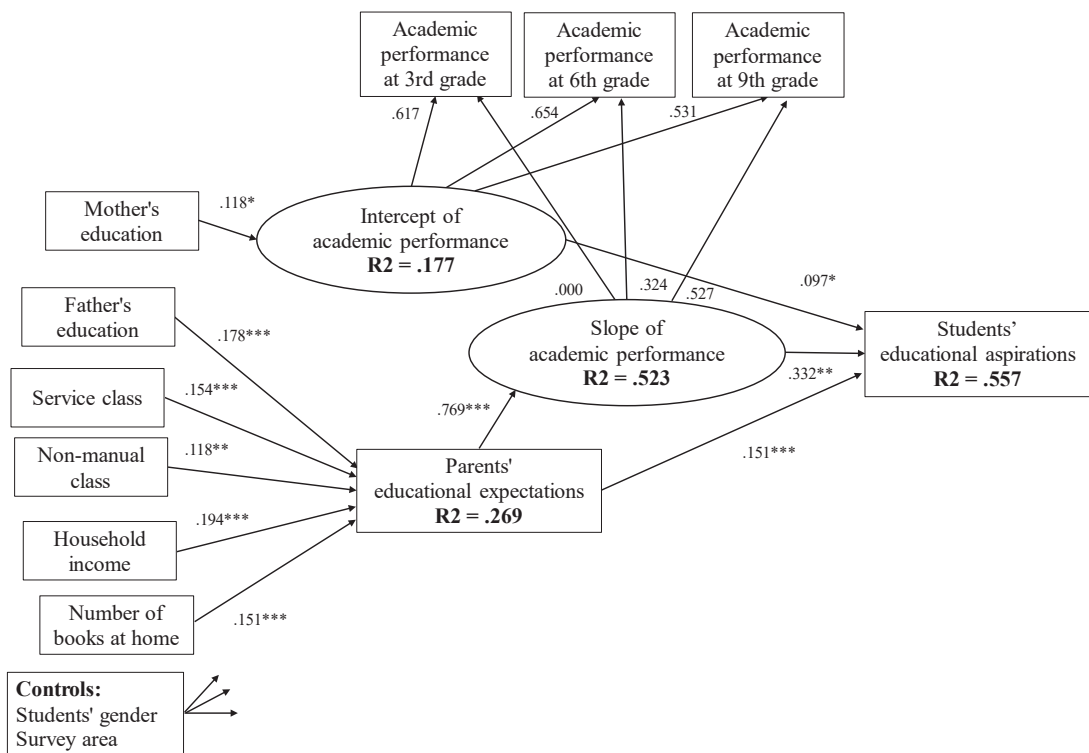 Academic
performance
at 3rd grade
Academic
performance
at 6th grade
Academic
performance
at 9th grade
.617
.654
.531
Mother's
education
.118*
Intercept of
academic performance
R2 = .177
.000
.324
.527
.097*
Father's
education
.178***
Slope of
academic performance
R2 = .523
Students’
educational aspirations
R2 = .557
.332**
Service class
.154***
.769***
Non-manual
class
.118**
Parents'
educational expectations
R2 = .269
.151***
Household
income
.194***
Number of
books at home
.151***
Controls:
Students' gender
Survey area